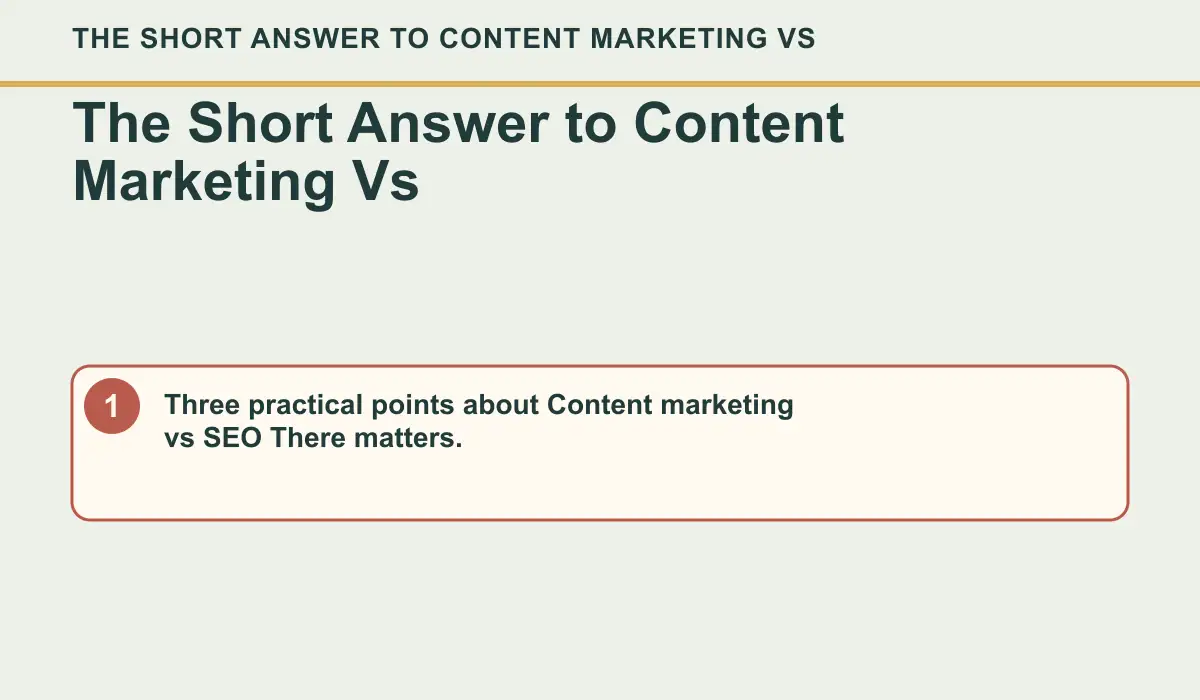 THE SHORT ANSWER TO CONTENT MARKETING VS
The Short Answer to Content
Marketing Vs
1
Three practical points about Content marketing
vs SEO There matters.